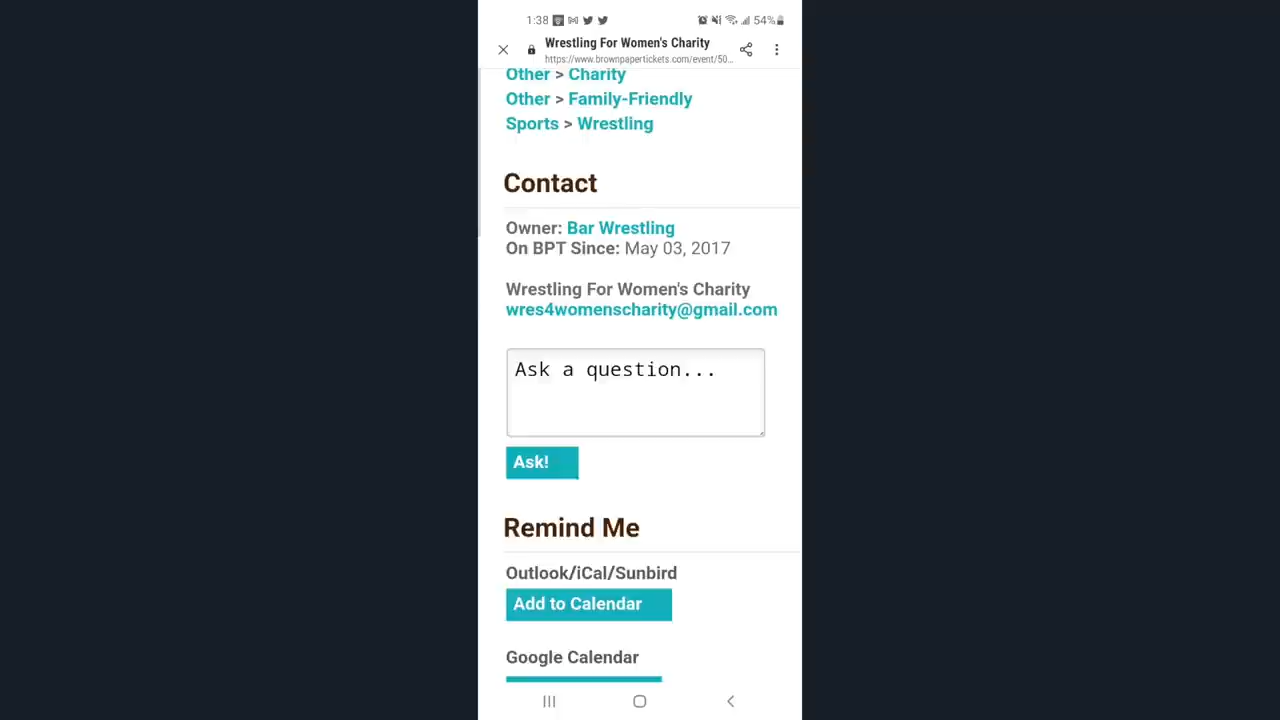 1:38 54%
Wrestling For Women's Charity
https://www.brownpapertickets.com/event/50...
Other > Charity
Other > Family-Friendly
Sports > Wrestling
Contact
Owner: Bar Wrestling
On BPT Since: May 03, 2017
Wrestling For Women's Charity
wres4womenscharity@gmail.com
Ask a question...
Ask!
Remind Me
Outlook/iCal/Sunbird
Add to Calendar
Google Calendar